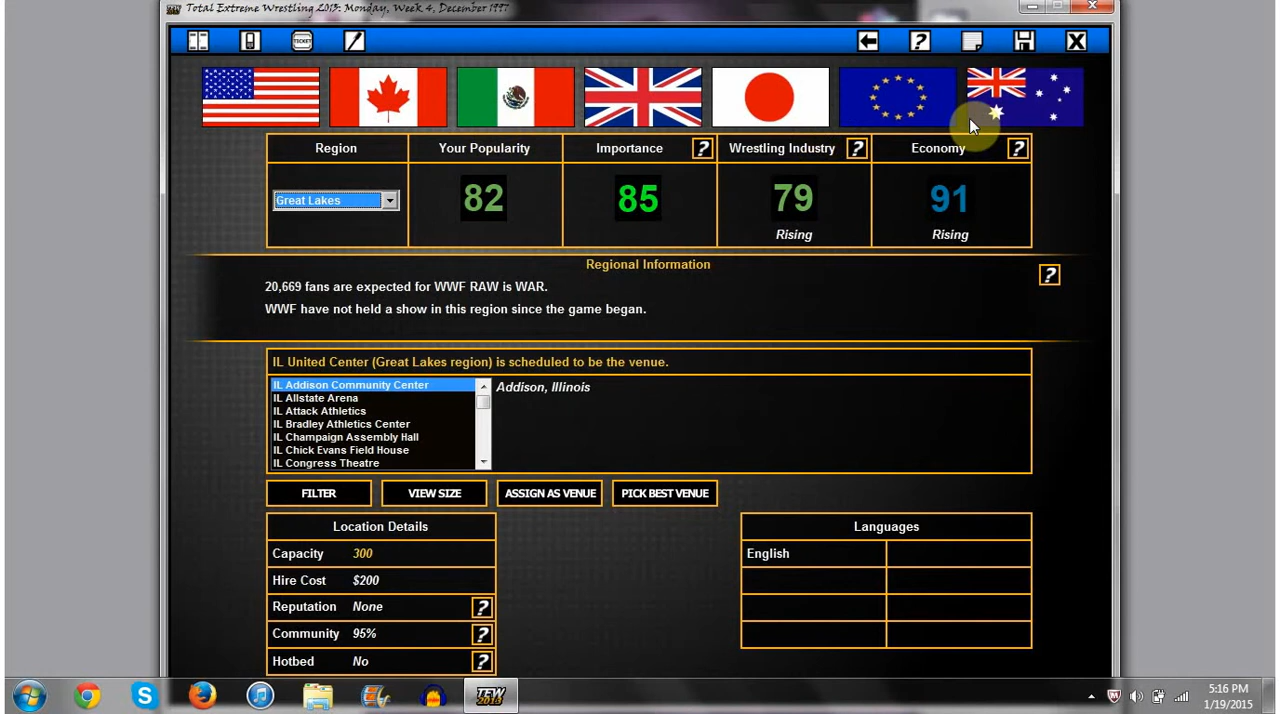 Total Extreme Wrestling 2013: Monday, Week 4, December 1997
TICKET
Region
Your Popularity
Importance
?
Wrestling Industry
?
Economy
?
Great Lakes
82
85
79
91
Rising
Rising
Regional Information
?
20,669 fans are expected for WWF RAW is WAR.
WWF have not held a show in this region since the game began.
IL United Center (Great Lakes region) is scheduled to be the venue.
IL Addison Community Center
Addison, Illinois
IL Allstate Arena
IL Attack Athletics
IL Bradley Athletics Center
IL Champaign Assembly Hall
IL Chick Evans Field House
IL Congress Theatre
FILTER
VIEW SIZE
ASSIGN AS VENUE
PICK BEST VENUE
Location Details
Languages
Capacity 300
English
Hire Cost $200
Reputation None ?
Community 95% ?
Hotbed No ?
TEW 2013
5:16 PM
1/19/2015